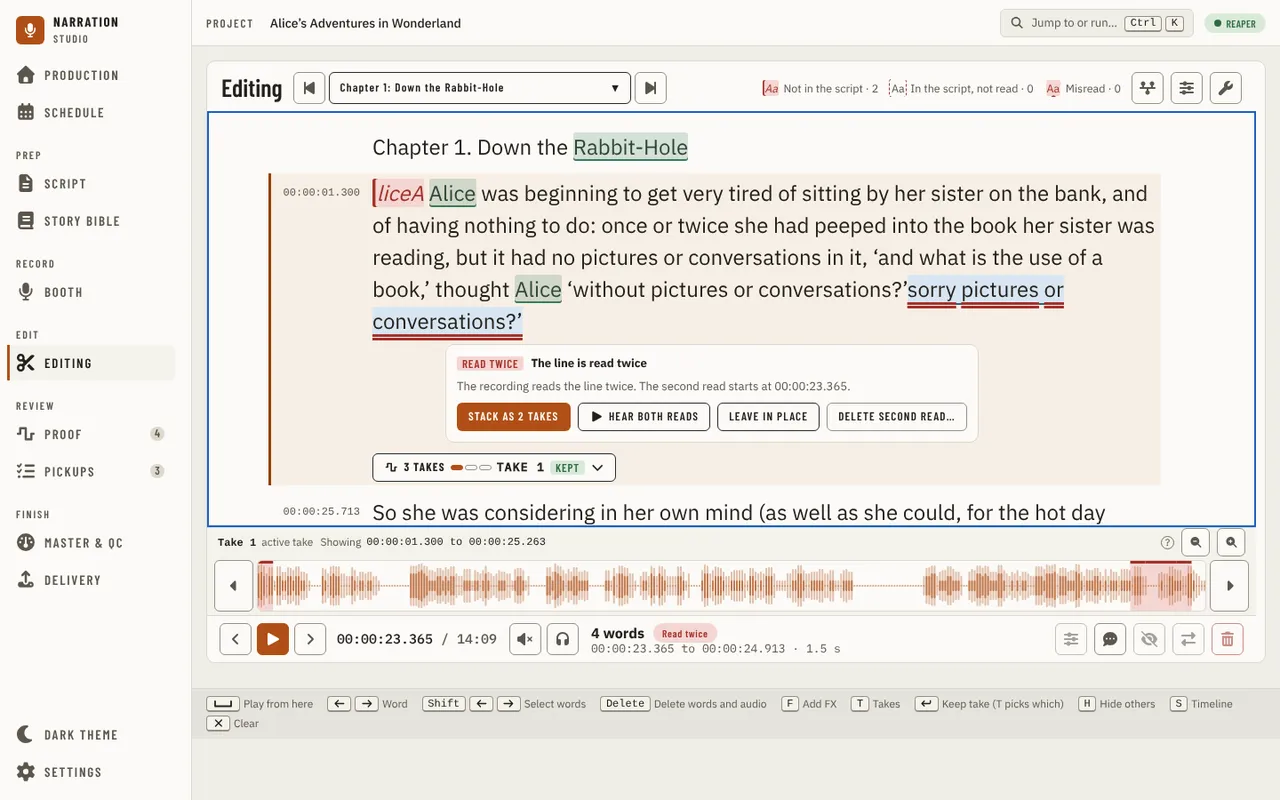 NARRATION
STUDIO
PRODUCTION
SCHEDULE
PREP
SCRIPT
STORY BIBLE
RECORD
BOOTH
EDIT
EDITING
REVIEW
PROOF 4
PICKUPS 3
FINISH
MASTER & QC
DELIVERY
DARK THEME
SETTINGS
PROJECT Alice's Adventures in Wonderland
Jump to or run... Ctrl K
REAPER
Editing
Chapter 1: Down the Rabbit-Hole
Aa Not in the script · 2 Aa In the script, not read · 0 Aa Misread · 0
Chapter 1. Down the Rabbit-Hole
00:00:01.300 liceA Alice was beginning to get very tired of sitting by her sister on the bank, and
of having nothing to do: once or twice she had peeped into the book her sister was
reading, but it had no pictures or conversations in it, ‘and what is the use of a
book,’ thought Alice ‘without pictures or conversations?’sorry pictures or
conversations?’
READ TWICE The line is read twice
The recording reads the line twice. The second read starts at 00:00:23.365.
STACK AS 2 TAKES HEAR BOTH READS LEAVE IN PLACE DELETE SECOND READ...
3 TAKES TAKE 1 KEPT
00:00:25.713 So she was considering in her own mind (as well as she could, for the hot day
Take 1 active take Showing 00:00:01.300 to 00:00:25.263
?
00:00:23.365 / 14:09
4 words Read twice
00:00:23.365 to 00:00:24.913 · 1.5 s
Play from here ← → Word Shift ← → Select words Delete Delete words and audio F Add FX T Takes Keep take (T picks which) H Hide others S Timeline
✕ Clear